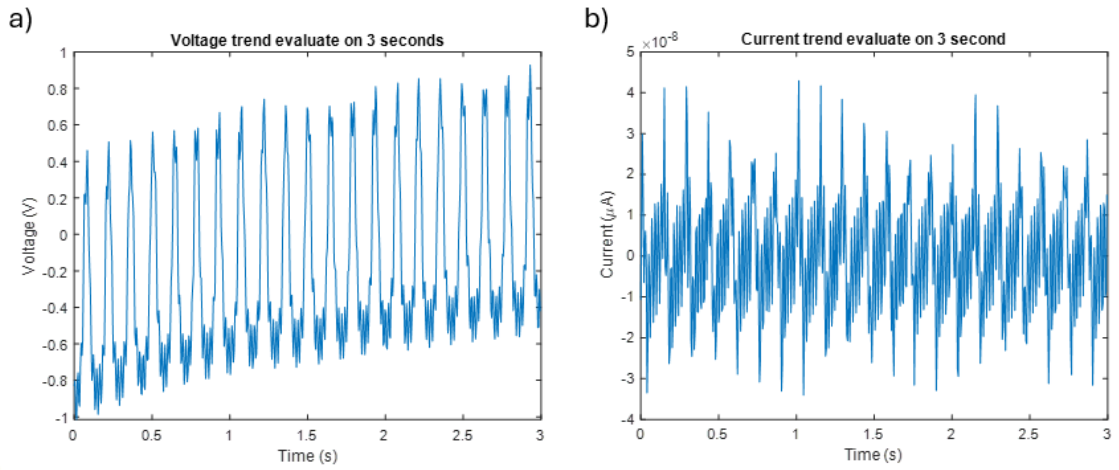 a)
Voltage trend evaluate on 3 seconds
1
0.8
0.6
0.4
0.2
0
-0.2
-0.4
-0.6
-0.8
-1
Voltage (V)
0 0.5 1 1.5 2 2.5 3
Time (s)
b)
Current trend evaluate on 3 second
×10⁻⁸
5
4
3
2
1
0
-1
-2
-3
-4
Current (μA)
0 0.5 1 1.5 2 2.5 3
Time (s)